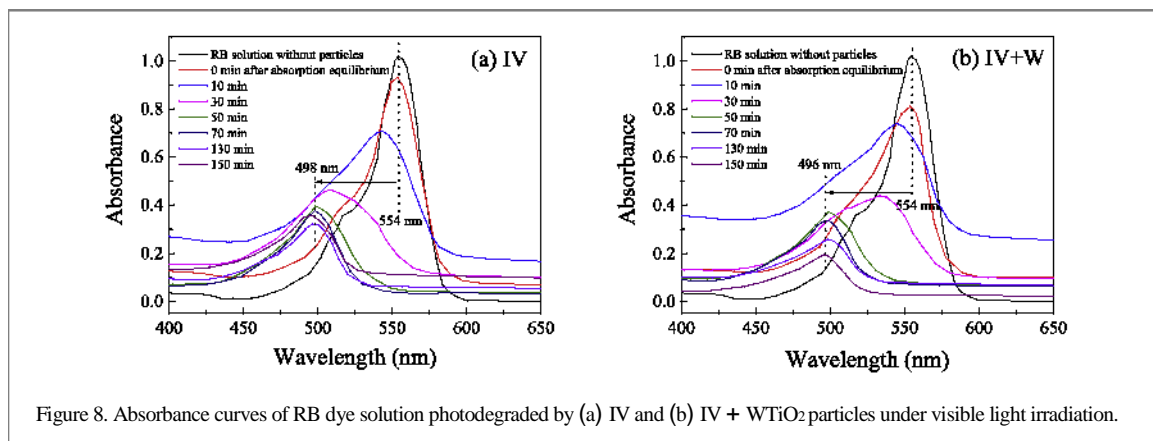 (a) IV
RB solution without particles
0 min after absorption equilibrium
10 min
30 min
50 min
70 min
130 min
150 min
498 nm
554 nm
Absorbance
1.0
0.8
0.6
0.4
0.2
0.0
400 450 500 550 600 650
Wavelength (nm)
(b) IV+W
RB solution without particles
0 min after absorption equilibrium
10 min
30 min
50 min
70 min
130 min
150 min
496 nm
554 nm
Absorbance
1.0
0.8
0.6
0.4
0.2
0.0
400 450 500 550 600 650
Wavelength (nm)
Figure 8. Absorbance curves of RB dye solution photodegraded by (a) IV and (b) IV + WTiO2 particles under visible light irradiation.